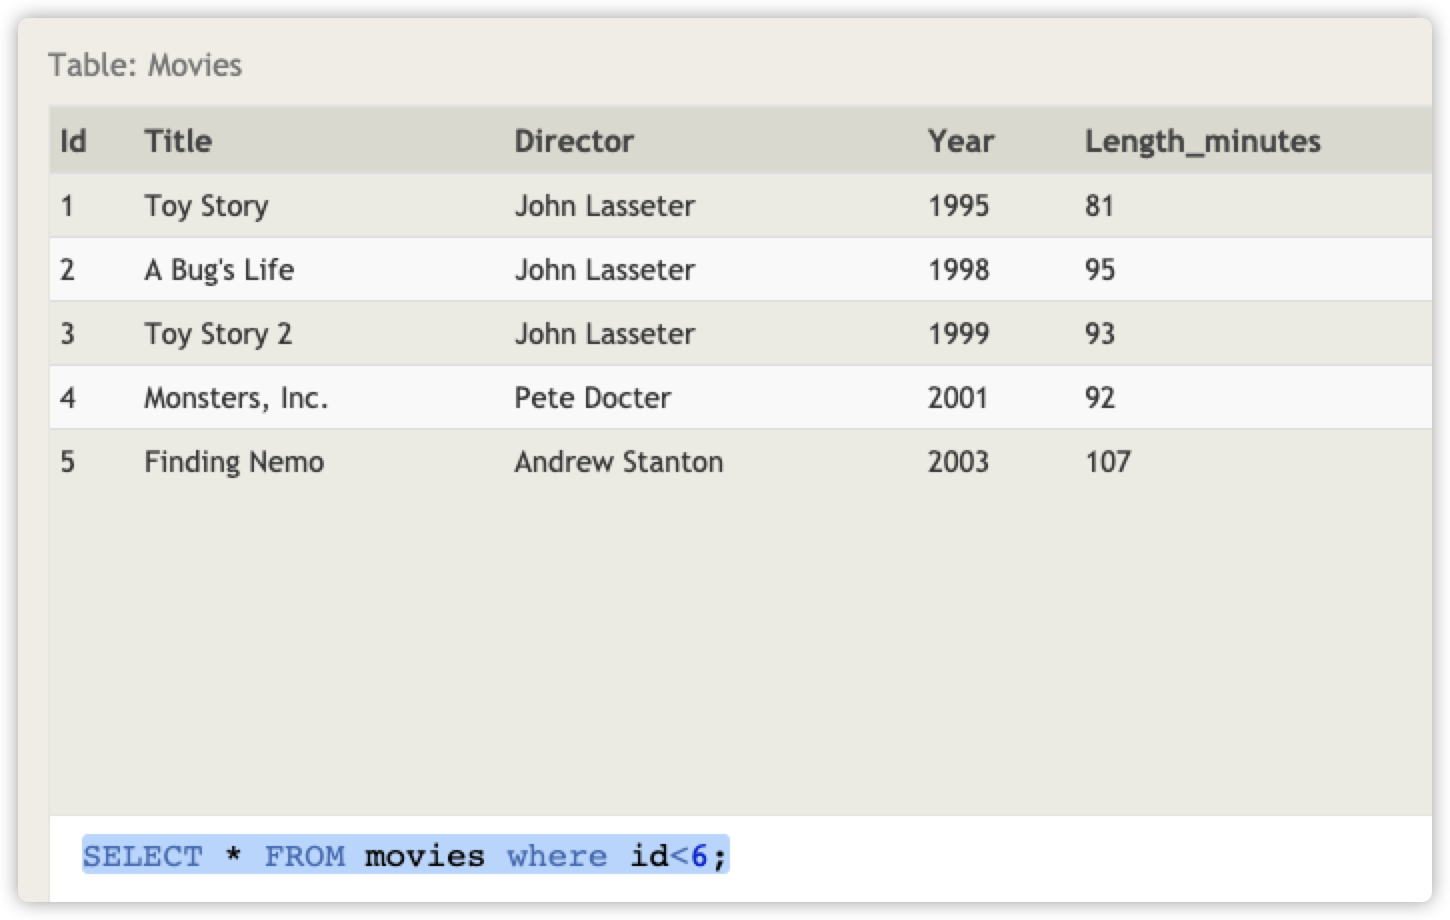 Table: Movies
Id Title Director Year Length_minutes
1 Toy Story John Lasseter 1995 81
2 A Bug's Life John Lasseter 1998 95
3 Toy Story 2 John Lasseter 1999 93
4 Monsters, Inc. Pete Docter 2001 92
5 Finding Nemo Andrew Stanton 2003 107
SELECT * FROM movies where id<6;